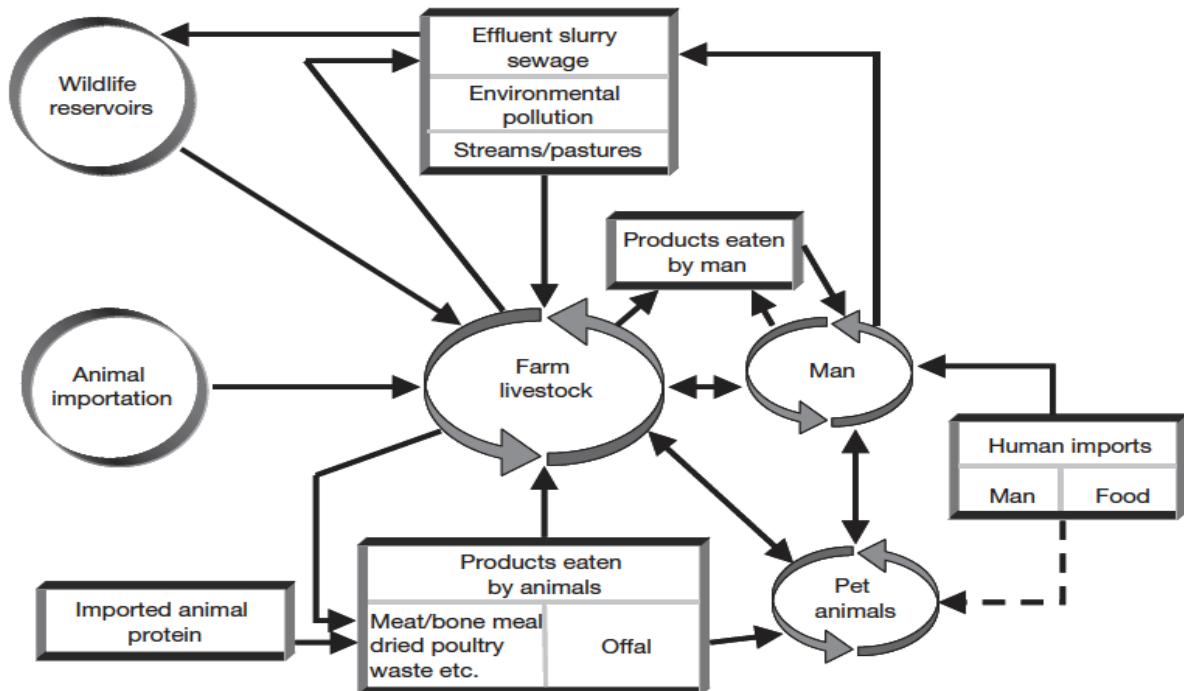 Effluent slurry
sewage
Environmental
pollution
Streams/pastures
Wildlife
reservoirs
Products eaten
by man
Animal
importation
Farm
livestock
Man
Human imports
Man
Food
Products eaten
by animals
Pet
animals
Imported animal
protein
Meat/bone meal
dried poultry
waste etc.
Offal